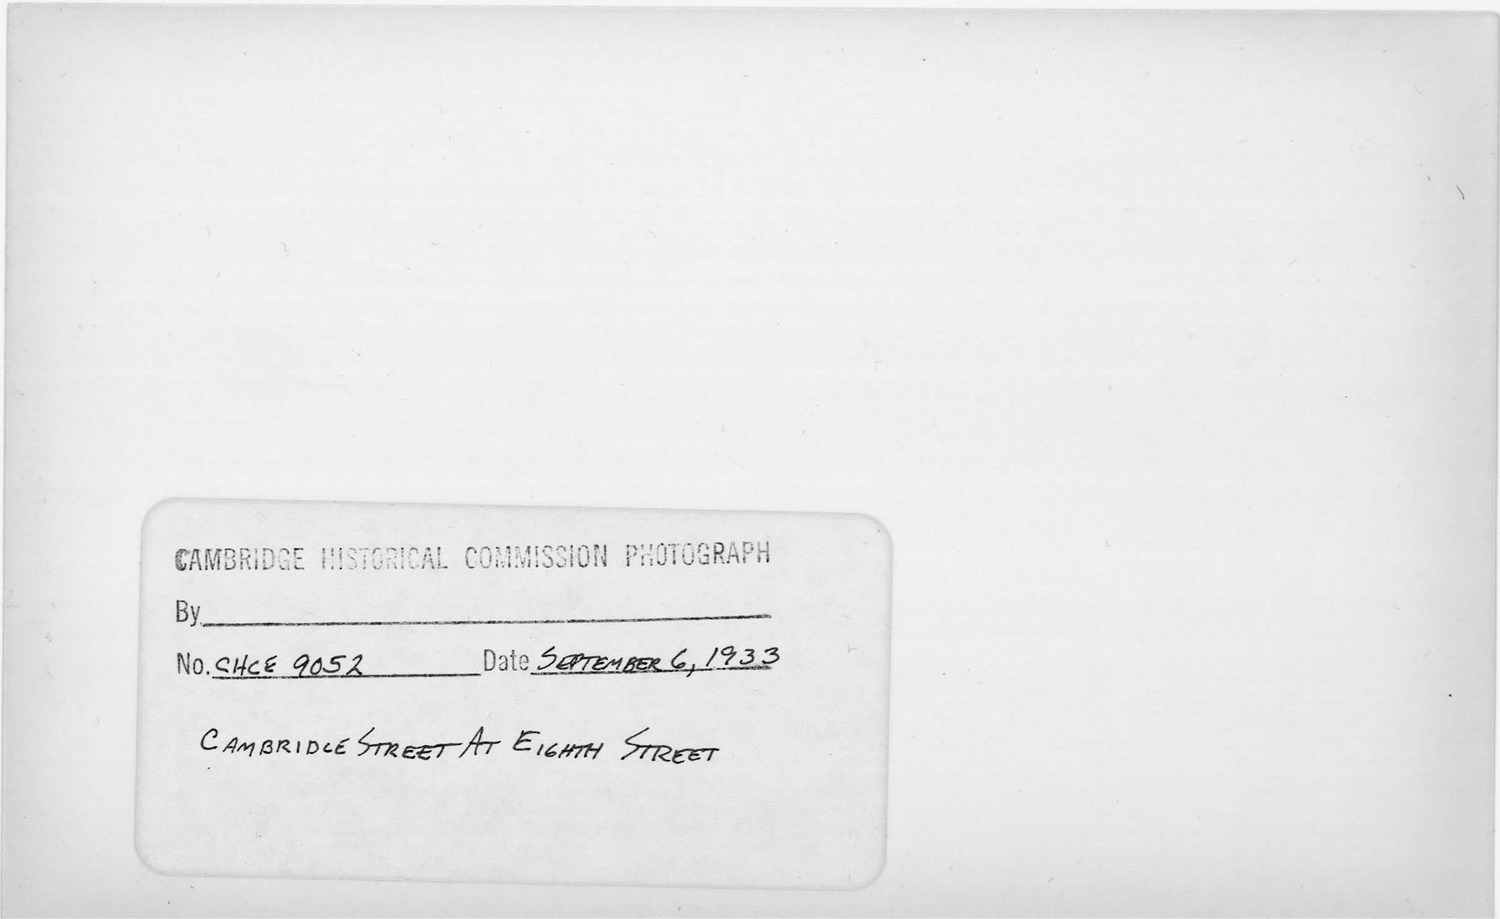 CAMBRIDGE HISTORICAL COMMISSION PHOTOGRAPH
By
No. CHCE 9052 Date SEPTEMBER 6, 1933
CAMBRIDGE STREET AT EIGHTH STREET